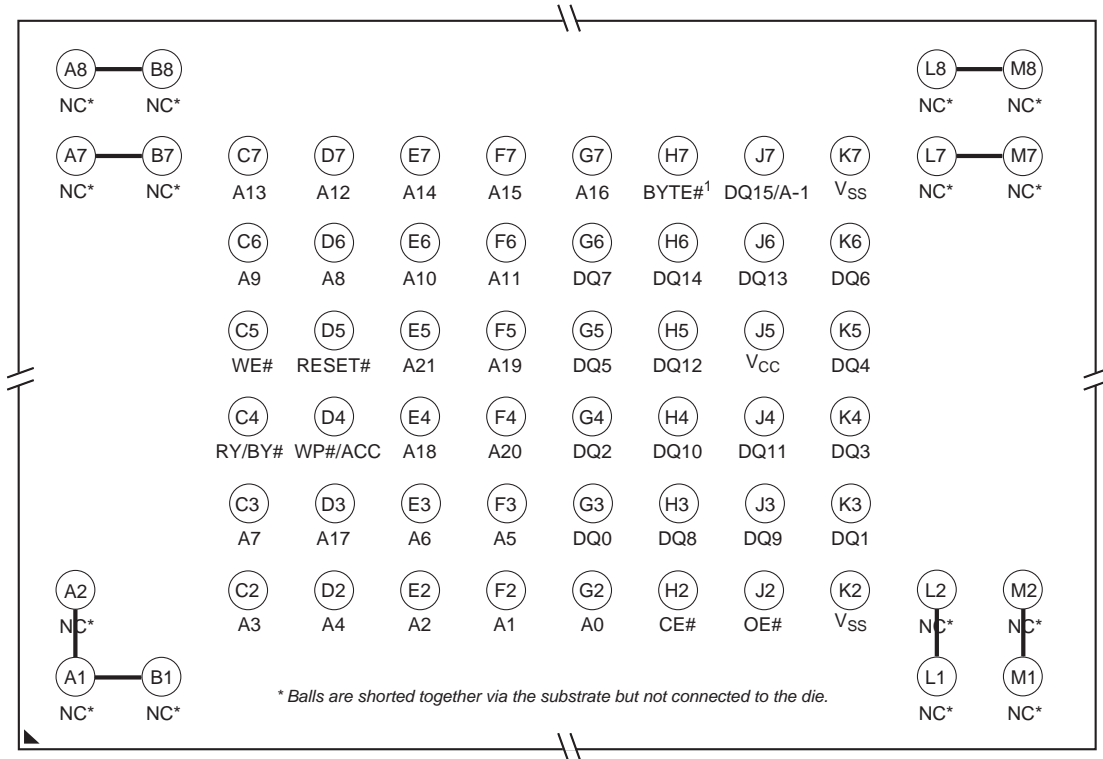 A8 B8 L8 M8
NC* NC* NC* NC*
A7 B7 C7 D7 E7 F7 G7 H7 J7 K7 L7 M7
NC* NC* A13 A12 A14 A15 A16 BYTE#1 DQ15/A-1 VSS NC* NC*
C6 D6 E6 F6 G6 H6 J6 K6
A9 A8 A10 A11 DQ7 DQ14 DQ13 DQ6
C5 D5 E5 F5 G5 H5 J5 K5
WE# RESET# A21 A19 DQ5 DQ12 VCC DQ4
C4 D4 E4 F4 G4 H4 J4 K4
RY/BY# WP#/ACC A18 A20 DQ2 DQ10 DQ11 DQ3
C3 D3 E3 F3 G3 H3 J3 K3
A7 A17 A6 A5 DQ0 DQ8 DQ9 DQ1
A2 C2 D2 E2 F2 G2 H2 J2 K2 L2 M2
NC* A3 A4 A2 A1 A0 CE# OE# VSS NC* NC*
A1 B1 L1 M1
* Balls are shorted together via the substrate but not connected to the die.
NC* NC* NC* NC*